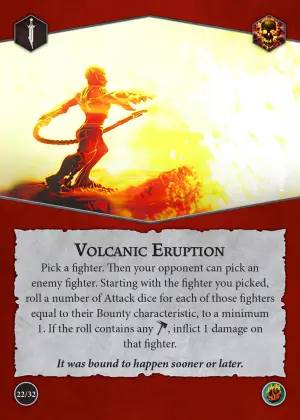 VOLCANIC ERUPTION
Pick a fighter. Then your opponent can pick an
enemy fighter. Starting with the fighter you picked,
roll a number of Attack dice for each of those fighters
equal to their Bounty characteristic, to a minimum
1. If the roll contains any , inflict 1 damage on
that fighter.
It was bound to happen sooner or later.
22/32